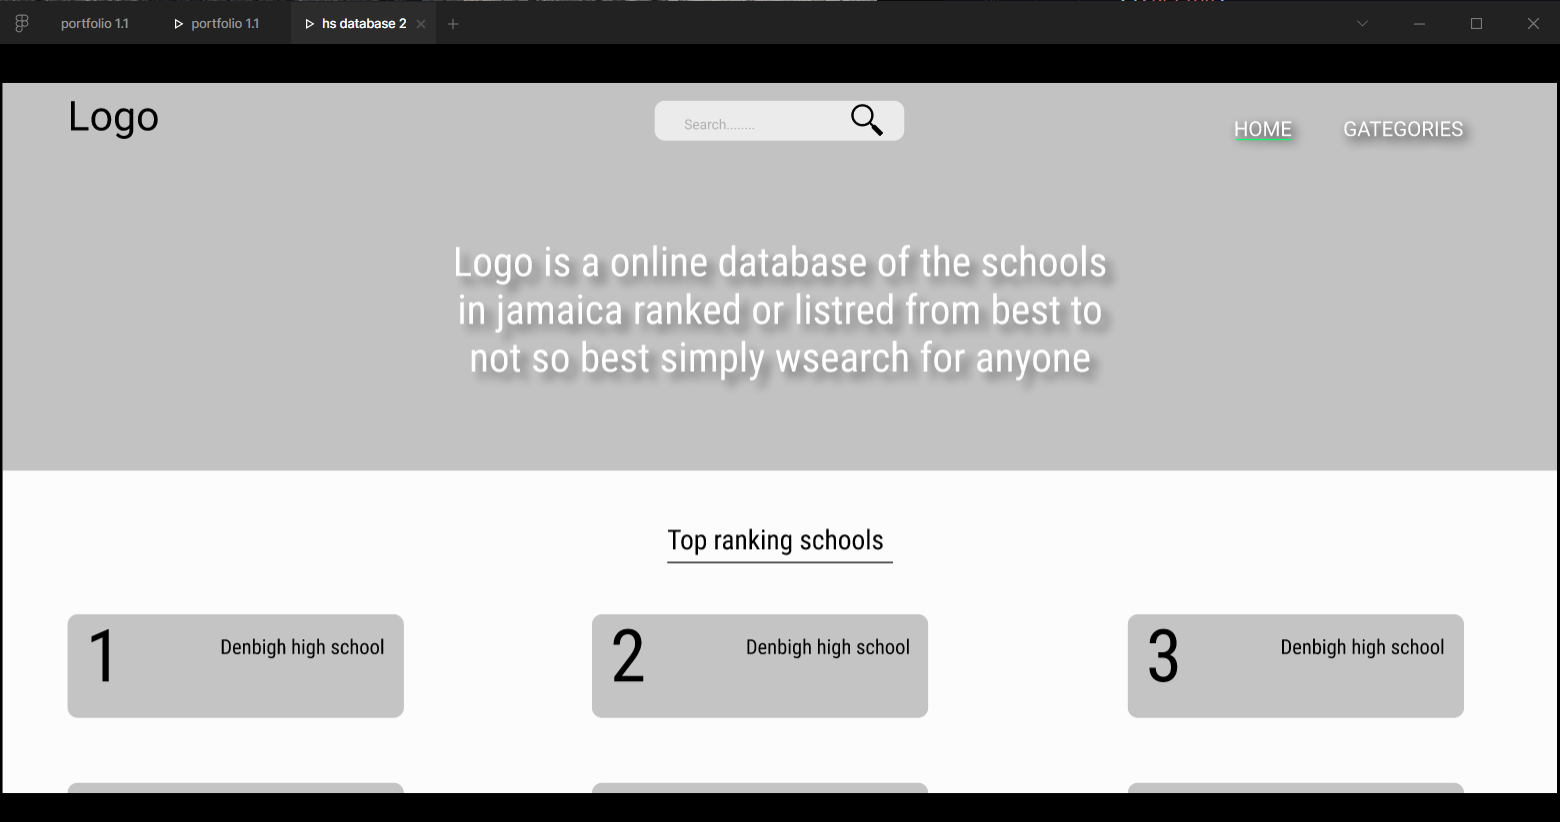 portfolio 1.1
portfolio 1.1
hs database 2
Logo
Search........
HOME
GATEGORIES
Logo is a online database of the schools
in jamaica ranked or listred from best to
not so best simply wsearch for anyone
Top ranking schools
1
Denbigh high school
2
Denbigh high school
3
Denbigh high school